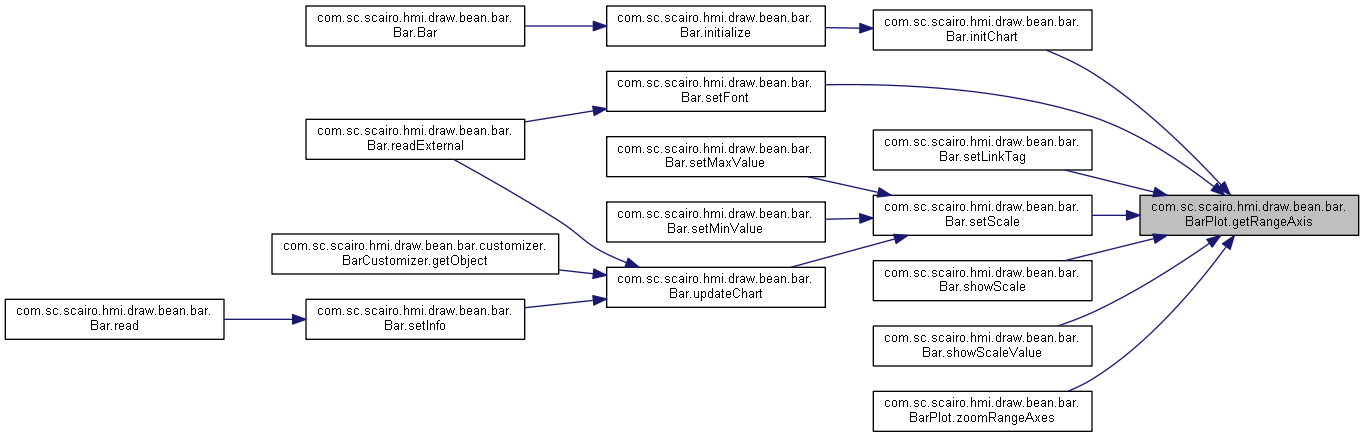 com.sc.scairo.hmi.draw.bean.bar.
Bar.Bar
com.sc.scairo.hmi.draw.bean.bar.
Bar.initialize
com.sc.scairo.hmi.draw.bean.bar.
Bar.initChart
com.sc.scairo.hmi.draw.bean.bar.
Bar.setFont
com.sc.scairo.hmi.draw.bean.bar.
Bar.readExternal
com.sc.scairo.hmi.draw.bean.bar.
Bar.setMaxValue
com.sc.scairo.hmi.draw.bean.bar.
Bar.setLinkTag
com.sc.scairo.hmi.draw.bean.bar.
Bar.setMinValue
com.sc.scairo.hmi.draw.bean.bar.
Bar.setScale
com.sc.scairo.hmi.draw.bean.bar.
BarPlot.getRangeAxis
com.sc.scairo.hmi.draw.bean.bar.customizer.
BarCustomizer.getObject
com.sc.scairo.hmi.draw.bean.bar.
Bar.updateChart
com.sc.scairo.hmi.draw.bean.bar.
Bar.showScale
com.sc.scairo.hmi.draw.bean.bar.
Bar.read
com.sc.scairo.hmi.draw.bean.bar.
Bar.setInfo
com.sc.scairo.hmi.draw.bean.bar.
Bar.showScaleValue
com.sc.scairo.hmi.draw.bean.bar.
BarPlot.zoomRangeAxes